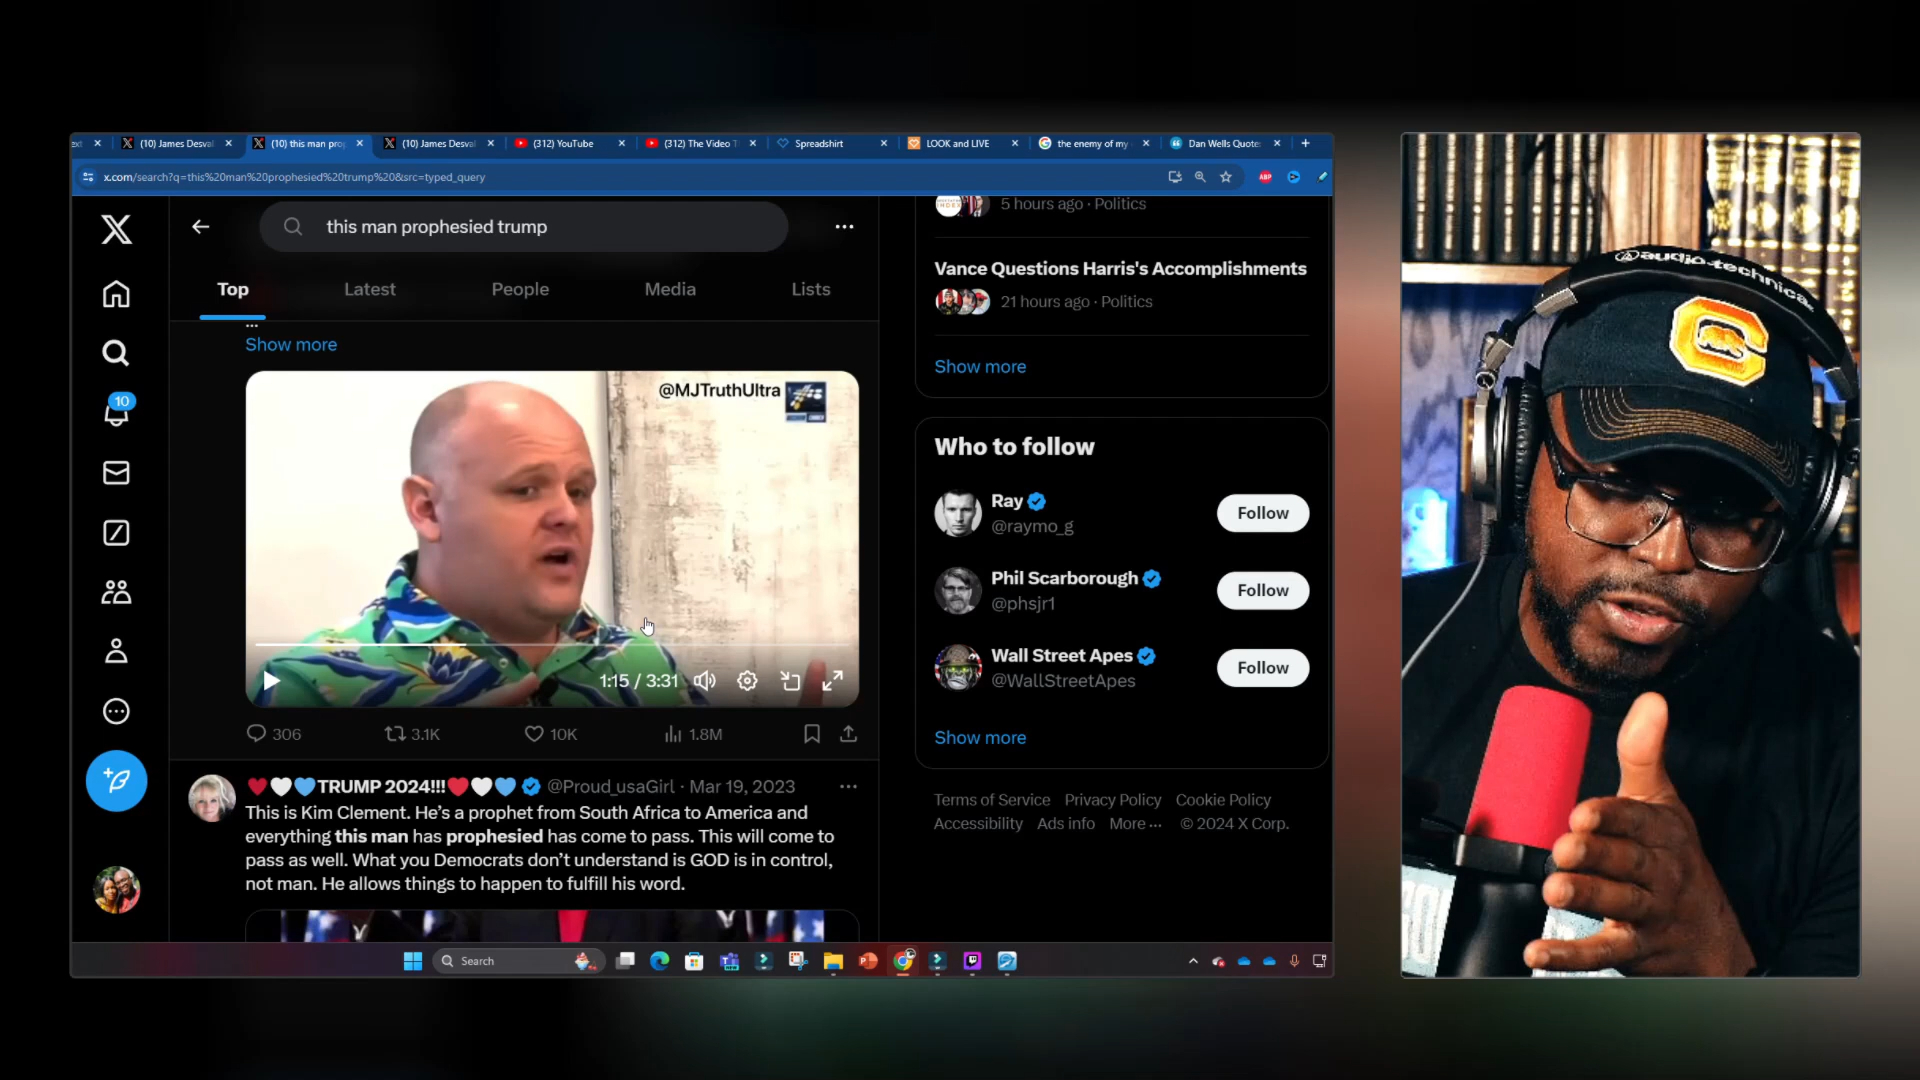 (10) James Desval
(10) this man prop
(10) James Desval
(312) YouTube
(312) The Video T
Spreadshirt
LOOK and LIVE
the enemy of my
Dan Wells Quote
x.com/search?q=this%20man%20prophesied%20trump%20&src=typed_query
ABP
this man prophesied trump
Top
Latest
People
Media
Lists
...
Show more
@MJTruthUltra
1:15 / 3:31
306
3.1K
10K
1.8M
TRUMP 2024!!! @Proud_usaGirl · Mar 19, 2023
This is Kim Clement. He's a prophet from South Africa to America and
everything this man has prophesied has come to pass. This will come to
pass as well. What you Democrats don't understand is GOD is in control,
not man. He allows things to happen to fulfill his word.
10
5 hours ago · Politics
Vance Questions Harris's Accomplishments
21 hours ago · Politics
Show more
Who to follow
Ray
@raymo_g
Follow
Phil Scarborough
@phsjr1
Follow
Wall Street Apes
@WallStreetApes
Follow
Show more
Terms of Service Privacy Policy Cookie Policy
Accessibility Ads info More ··· © 2024 X Corp.
Search
audio-technica
C